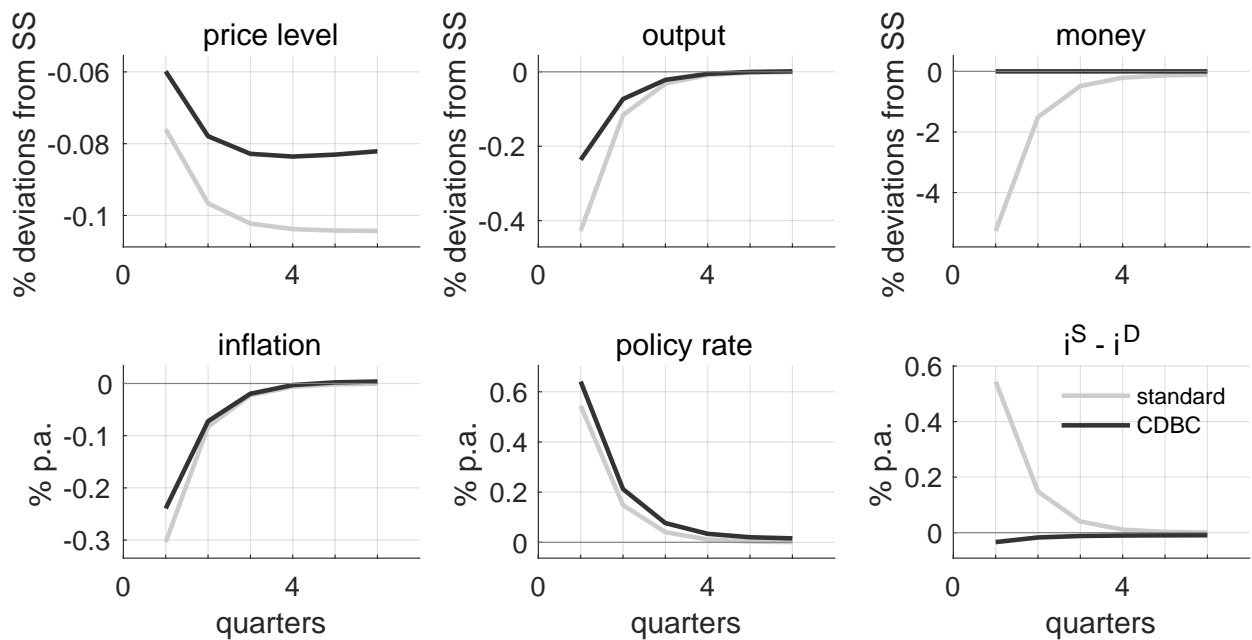 price level
% deviations from SS
-0.06
-0.08
-0.1
0
4
output
% deviations from SS
0
-0.2
-0.4
0
4
money
% deviations from SS
0
-2
-4
0
4
inflation
% p.a.
0
-0.1
-0.2
-0.3
0
4
quarters
policy rate
% p.a.
0.6
0.4
0.2
0
0
4
quarters
i^S - i^D
% p.a.
0.6
0.4
0.2
0
standard
CDBC
0
4
quarters